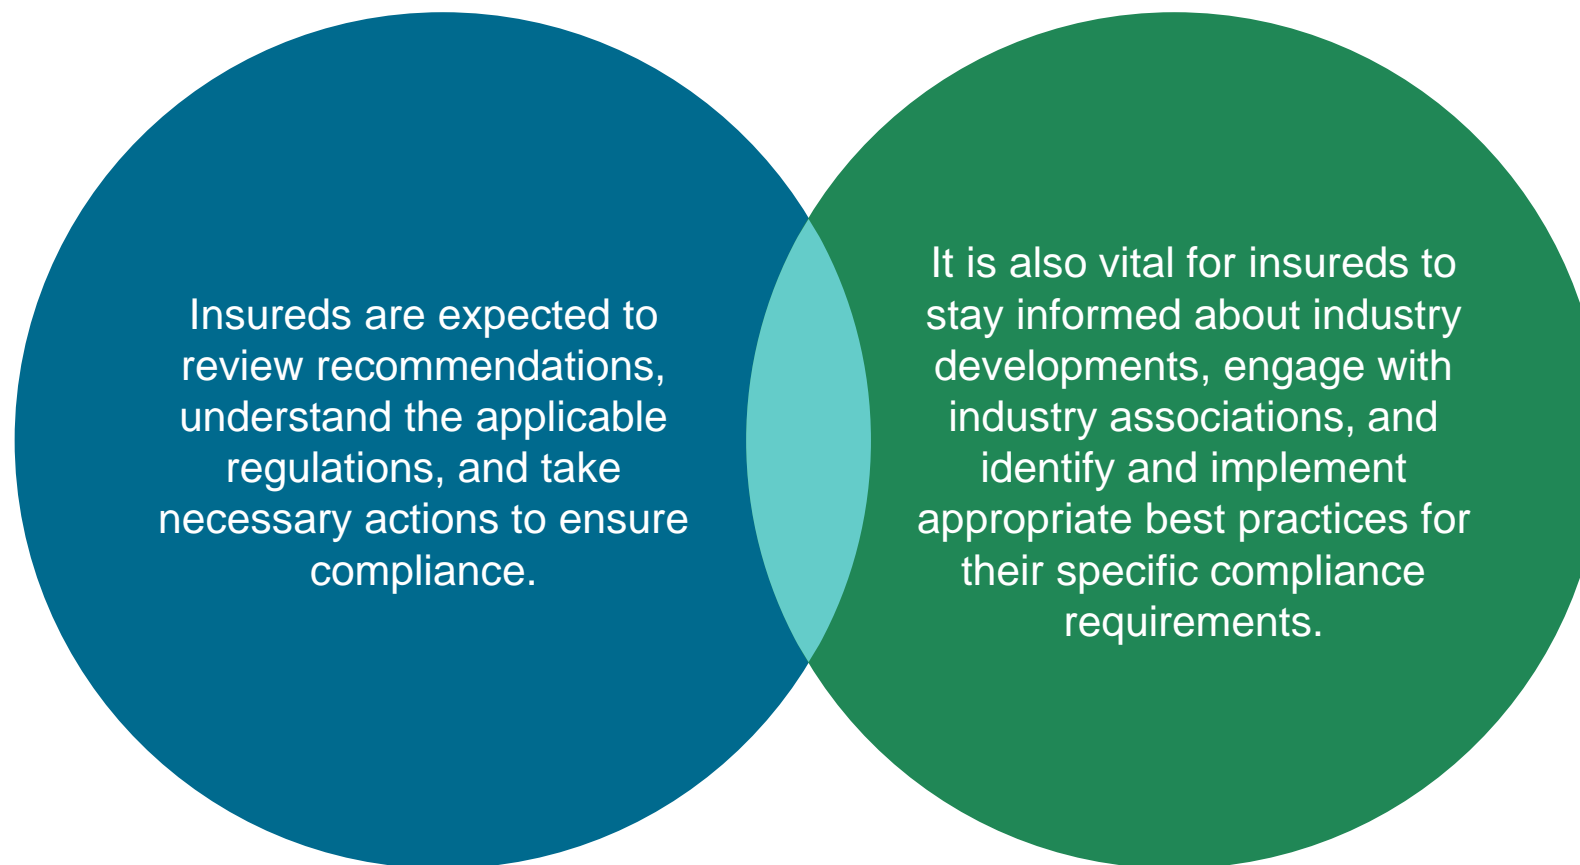 Insureds are expected to
review recommendations,
understand the applicable
regulations, and take
necessary actions to ensure
compliance.
It is also vital for insureds to
stay informed about industry
developments, engage with
industry associations, and
identify and implement
appropriate best practices for
their specific compliance
requirements.